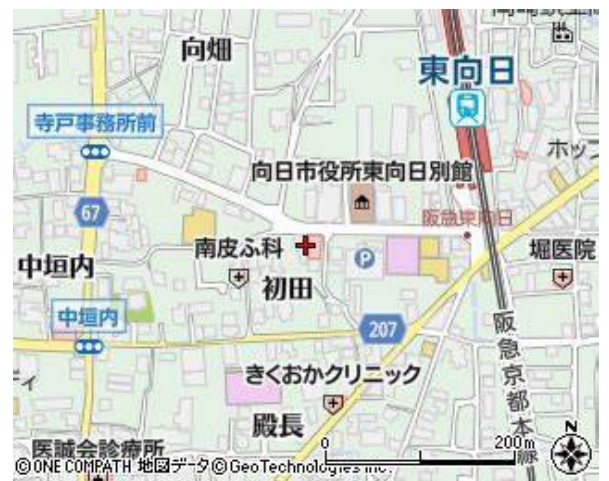 向畑
東向日
寺戸事務所前
ホッ
向日市役所東向日別館
67
阪急東向日
南皮ふ科
堀医院
中垣内
P
初田
中垣内
207
阪急京都本線
ディ
きくおかクリニック
殿長
N
0
200m
医誠会診療所
©ONE COMPATH 地図データ©GeoTechnologies Inc.